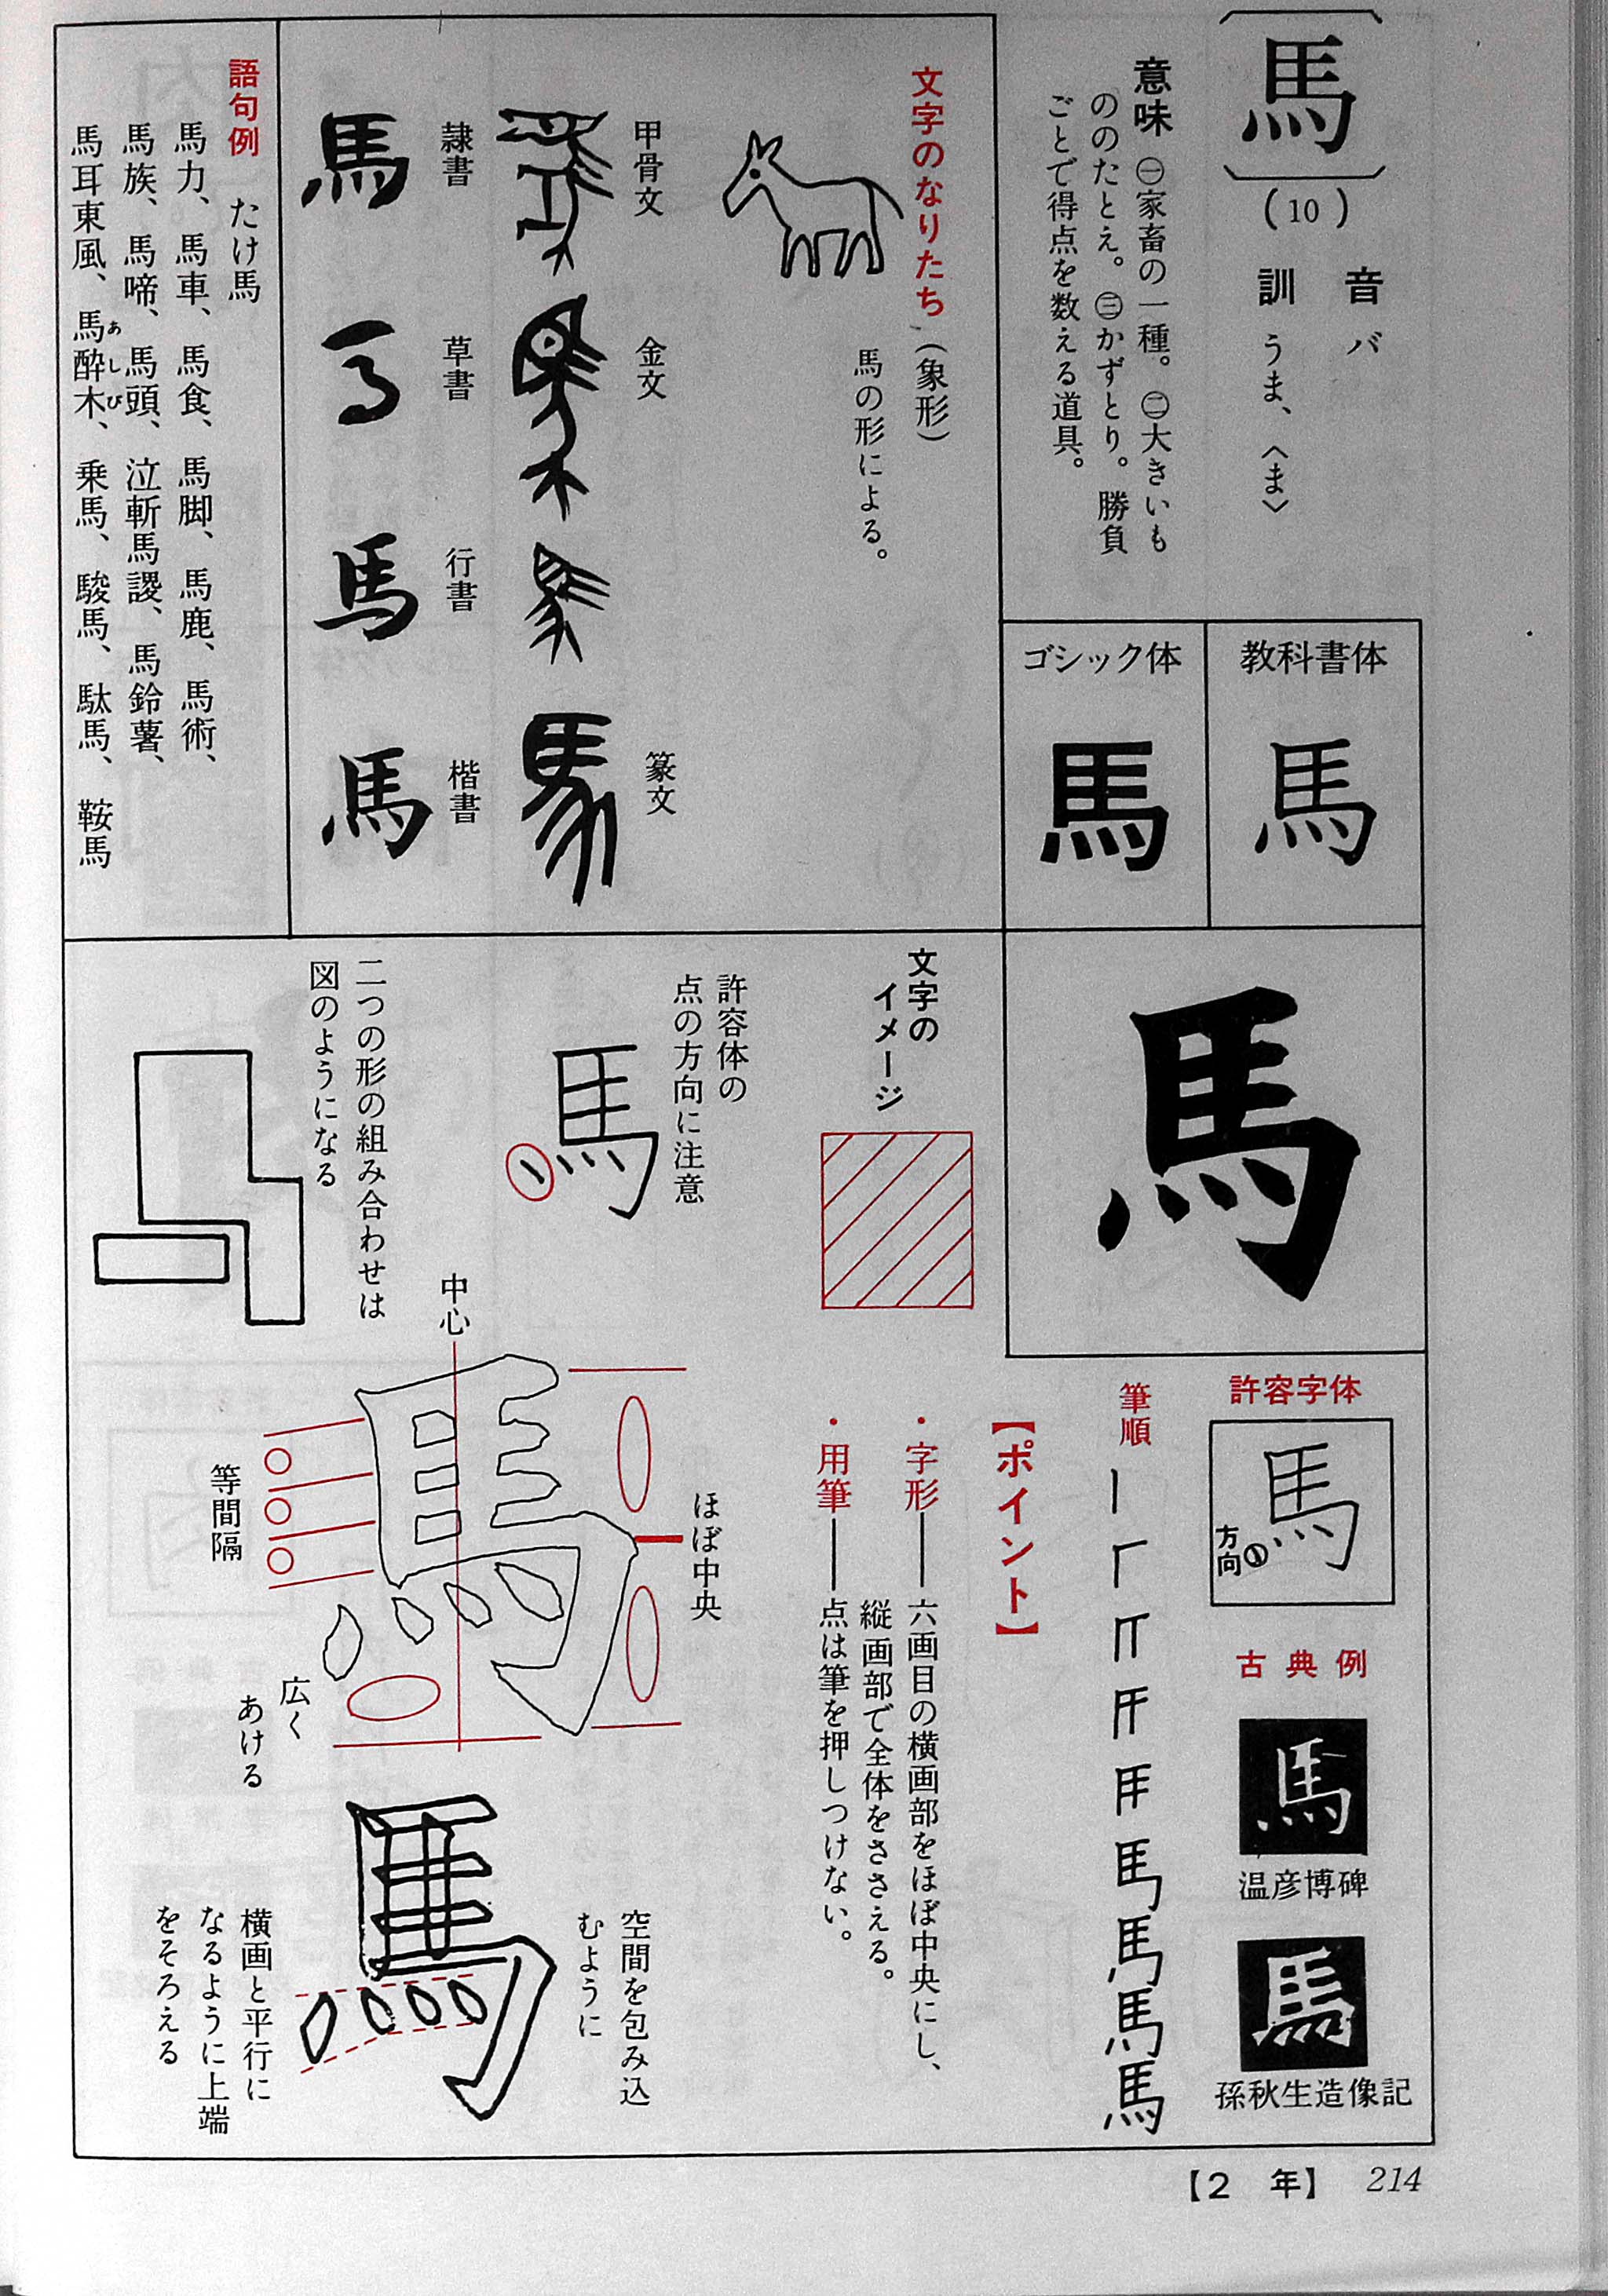 馬
(10)
音　バ
訓　うま、〈ま〉
意味　㊀家畜の一種。㊁大きいも
ののたとえ。㊂かずとり。勝負
ごとで得点を数える道具。
教科書体
馬
ゴシック体
馬
文字のなりたち（象形）
馬の形による。
甲骨文
金文
篆文
隷書
馬
草書
行書
馬
楷書
馬
語句例　たけ馬
馬力、馬車、馬食、馬脚、馬鹿、馬術、
馬族、馬啼、馬頭、泣斬馬謖、馬鈴薯、
馬耳東風、馬酔木、乗馬、駿馬、駄馬、鞍馬
あしび
馬
許容字体
馬
方向
古典例
馬
温彦博碑
馬
孫秋生造像記
筆順
馬
馬
【ポイント】
・字形――六画目の横画部をほぼ中央にし、
縦画部で全体をささえる。
・用筆――点は筆を押しつけない。
文字の
イメージ
許容体の
点の方向に注意
馬
二つの形の組み合わせは
図のようになる
中心
ほぼ中央
等間隔
広く
あける
空間を包み込
むように
横画と平行に
なるように上端
をそろえる
【2　年】 214